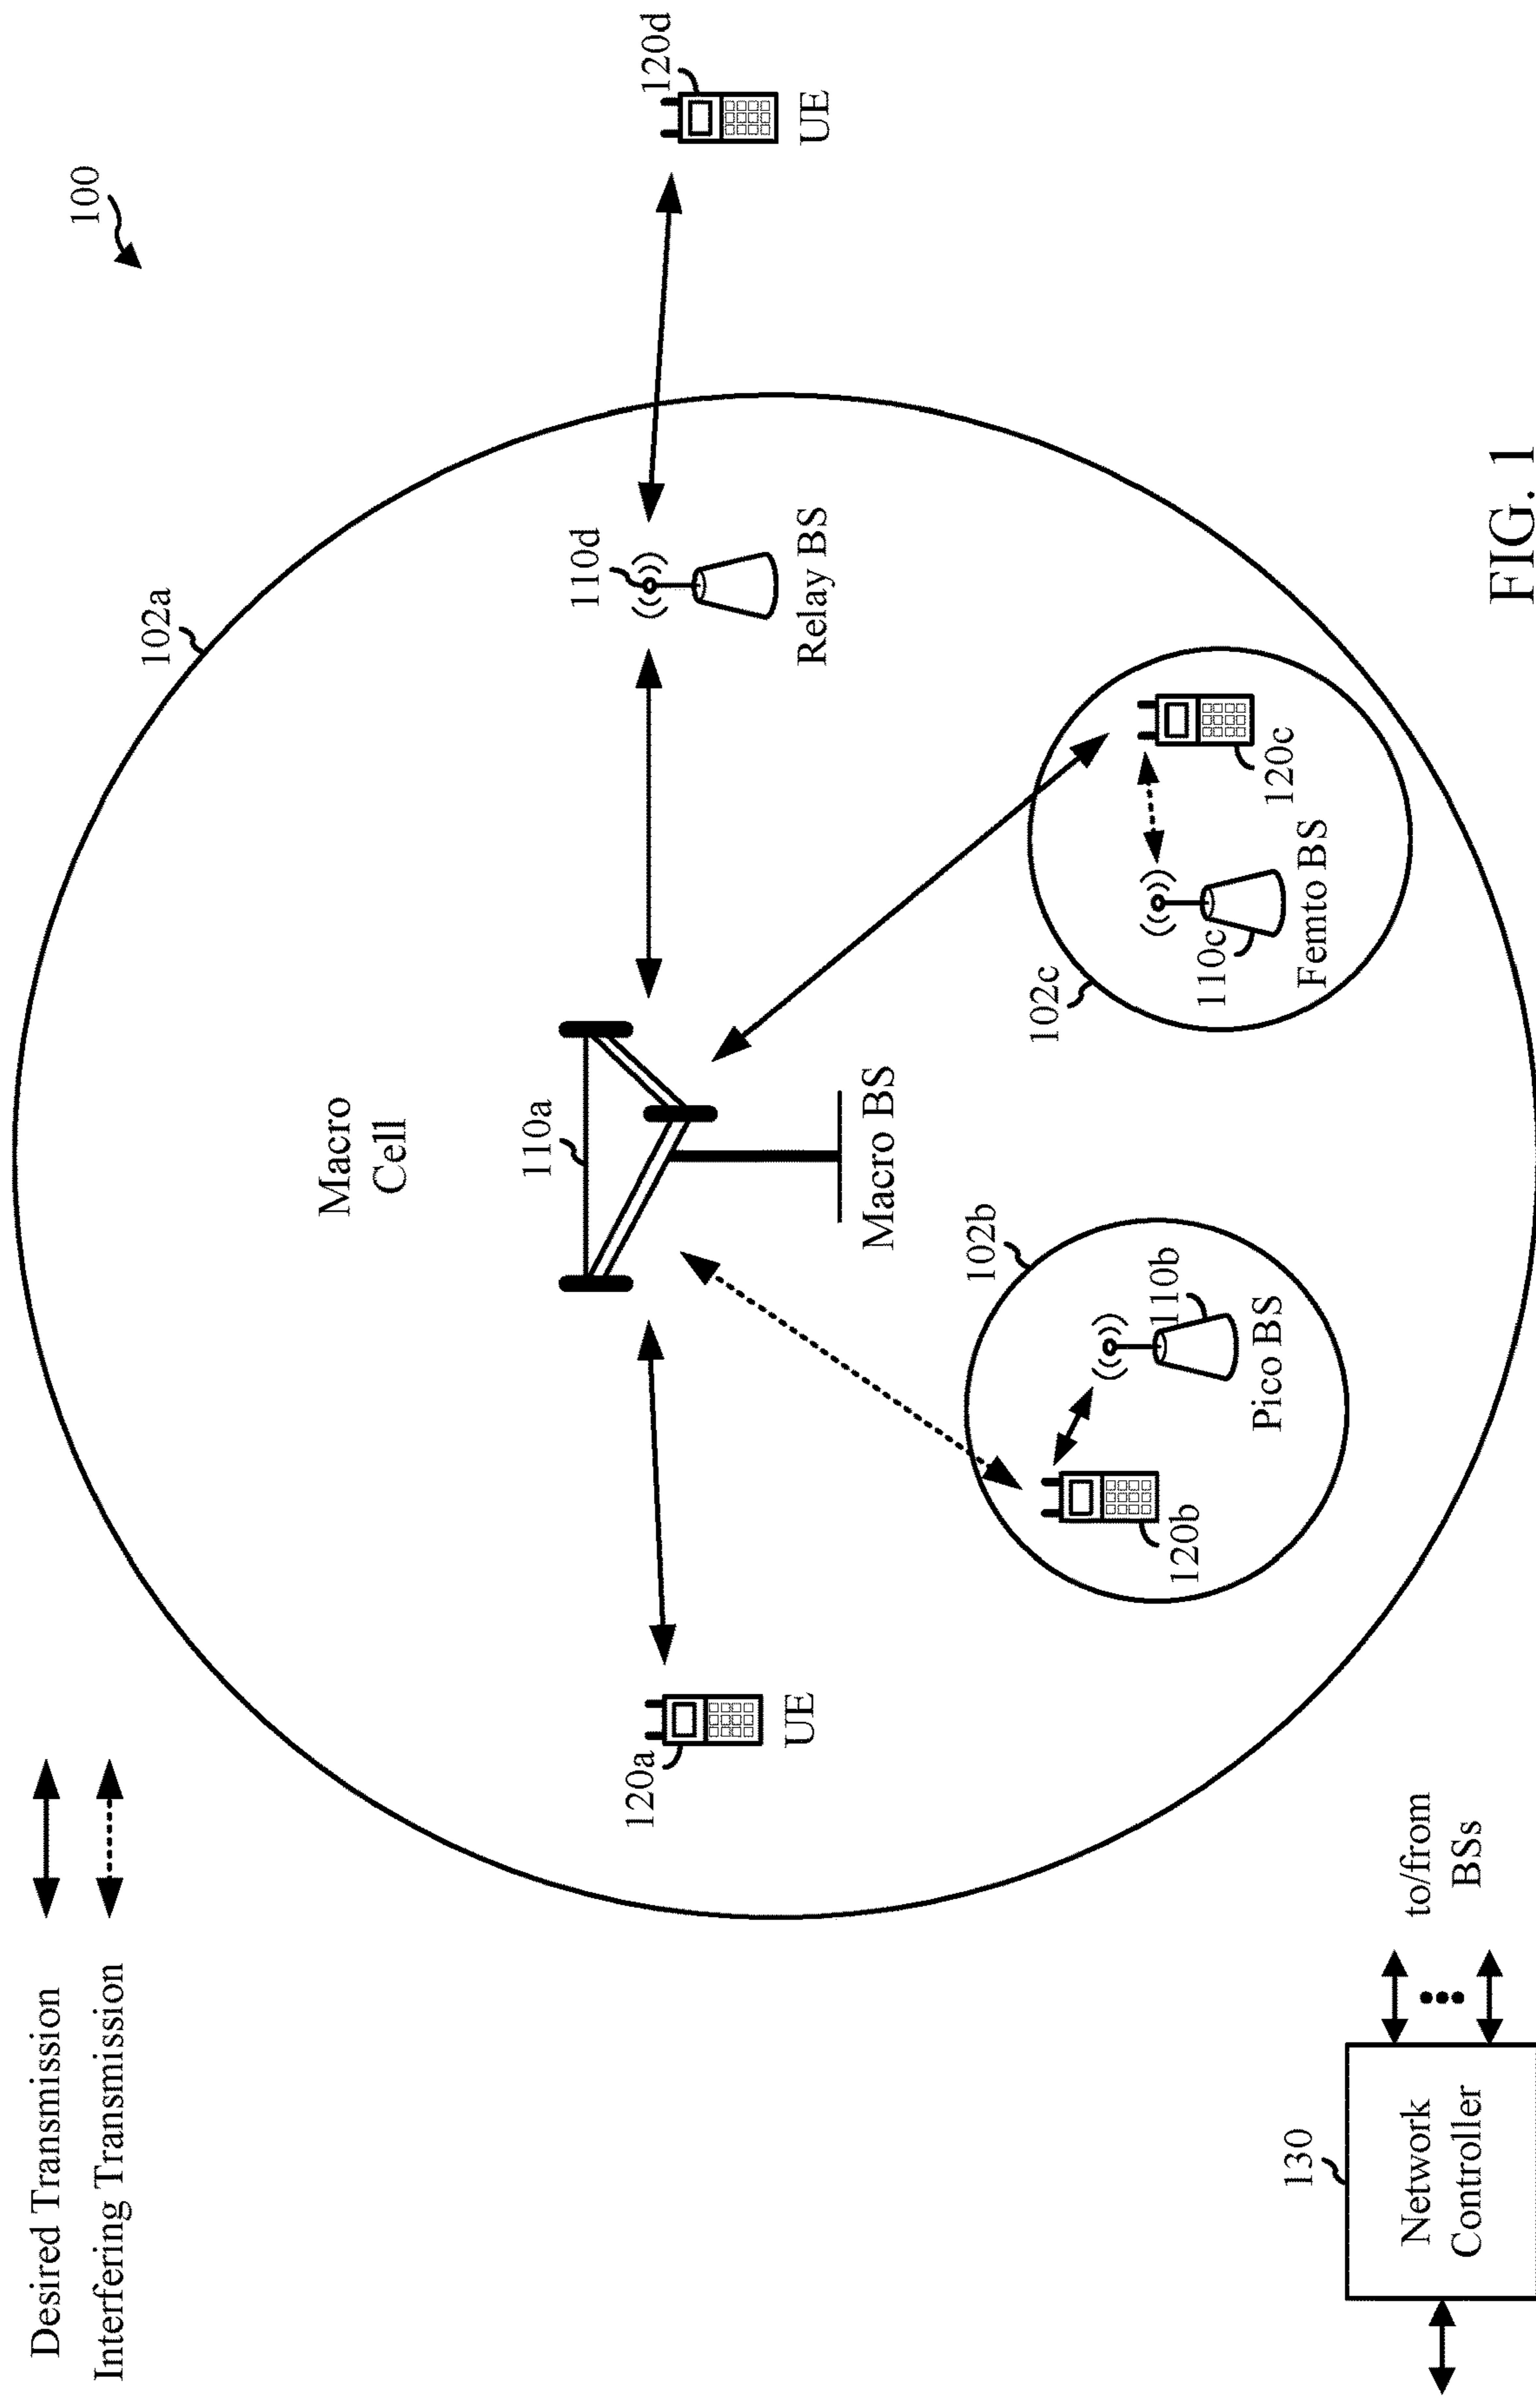 100
Desired Transmission
Interfering Transmission
102a
Macro
Cell
110a
110d
120d
120a
UE
Macro BS
Relay BS
UE
102b
102c
120b
110b
Pico BS
110c
120c
Femto BS
130
Network
Controller
to/from
BSs
FIG. 1